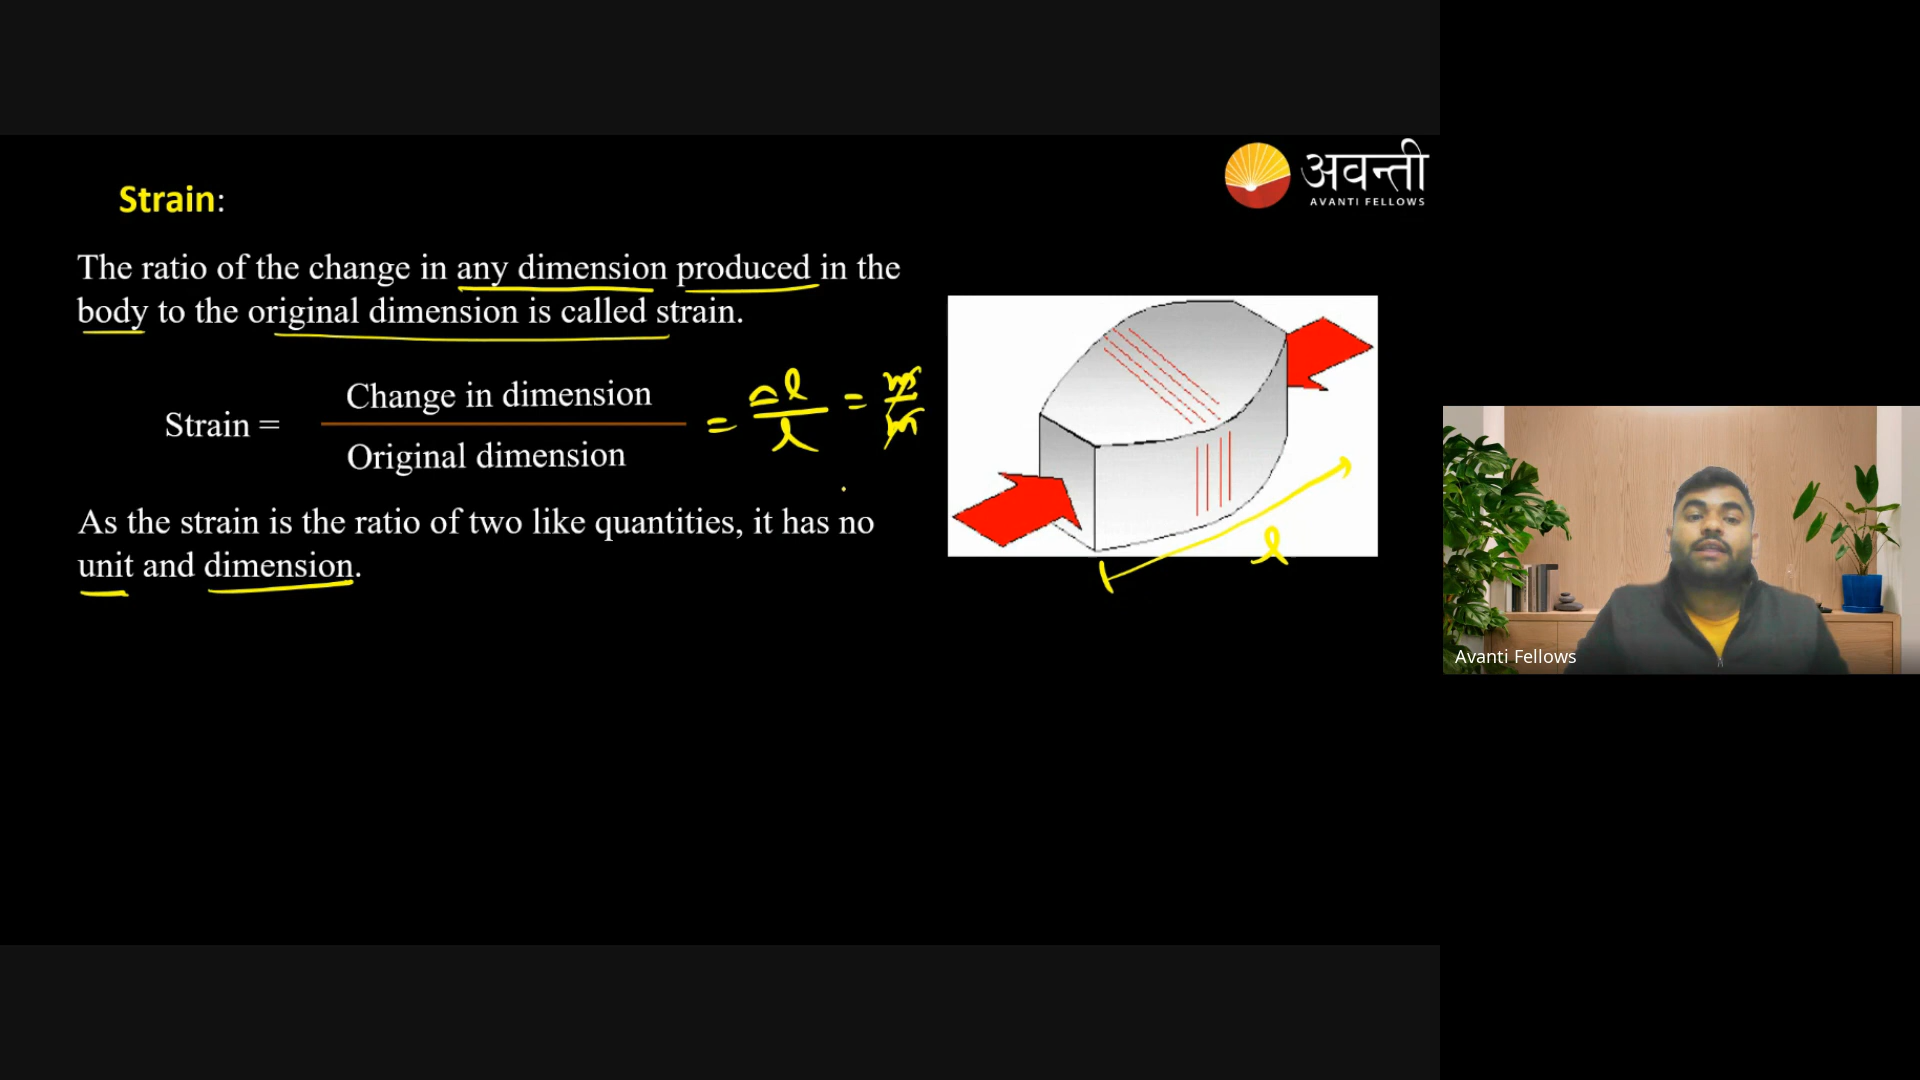 अवन्ती
AVANTI FELLOWS
Strain:
The ratio of the change in any dimension produced in the
body to the original dimension is called strain.
Strain = Change in dimension / Original dimension = Δl / l = m / m
As the strain is the ratio of two like quantities, it has no
unit and dimension.
l
Avanti Fellows